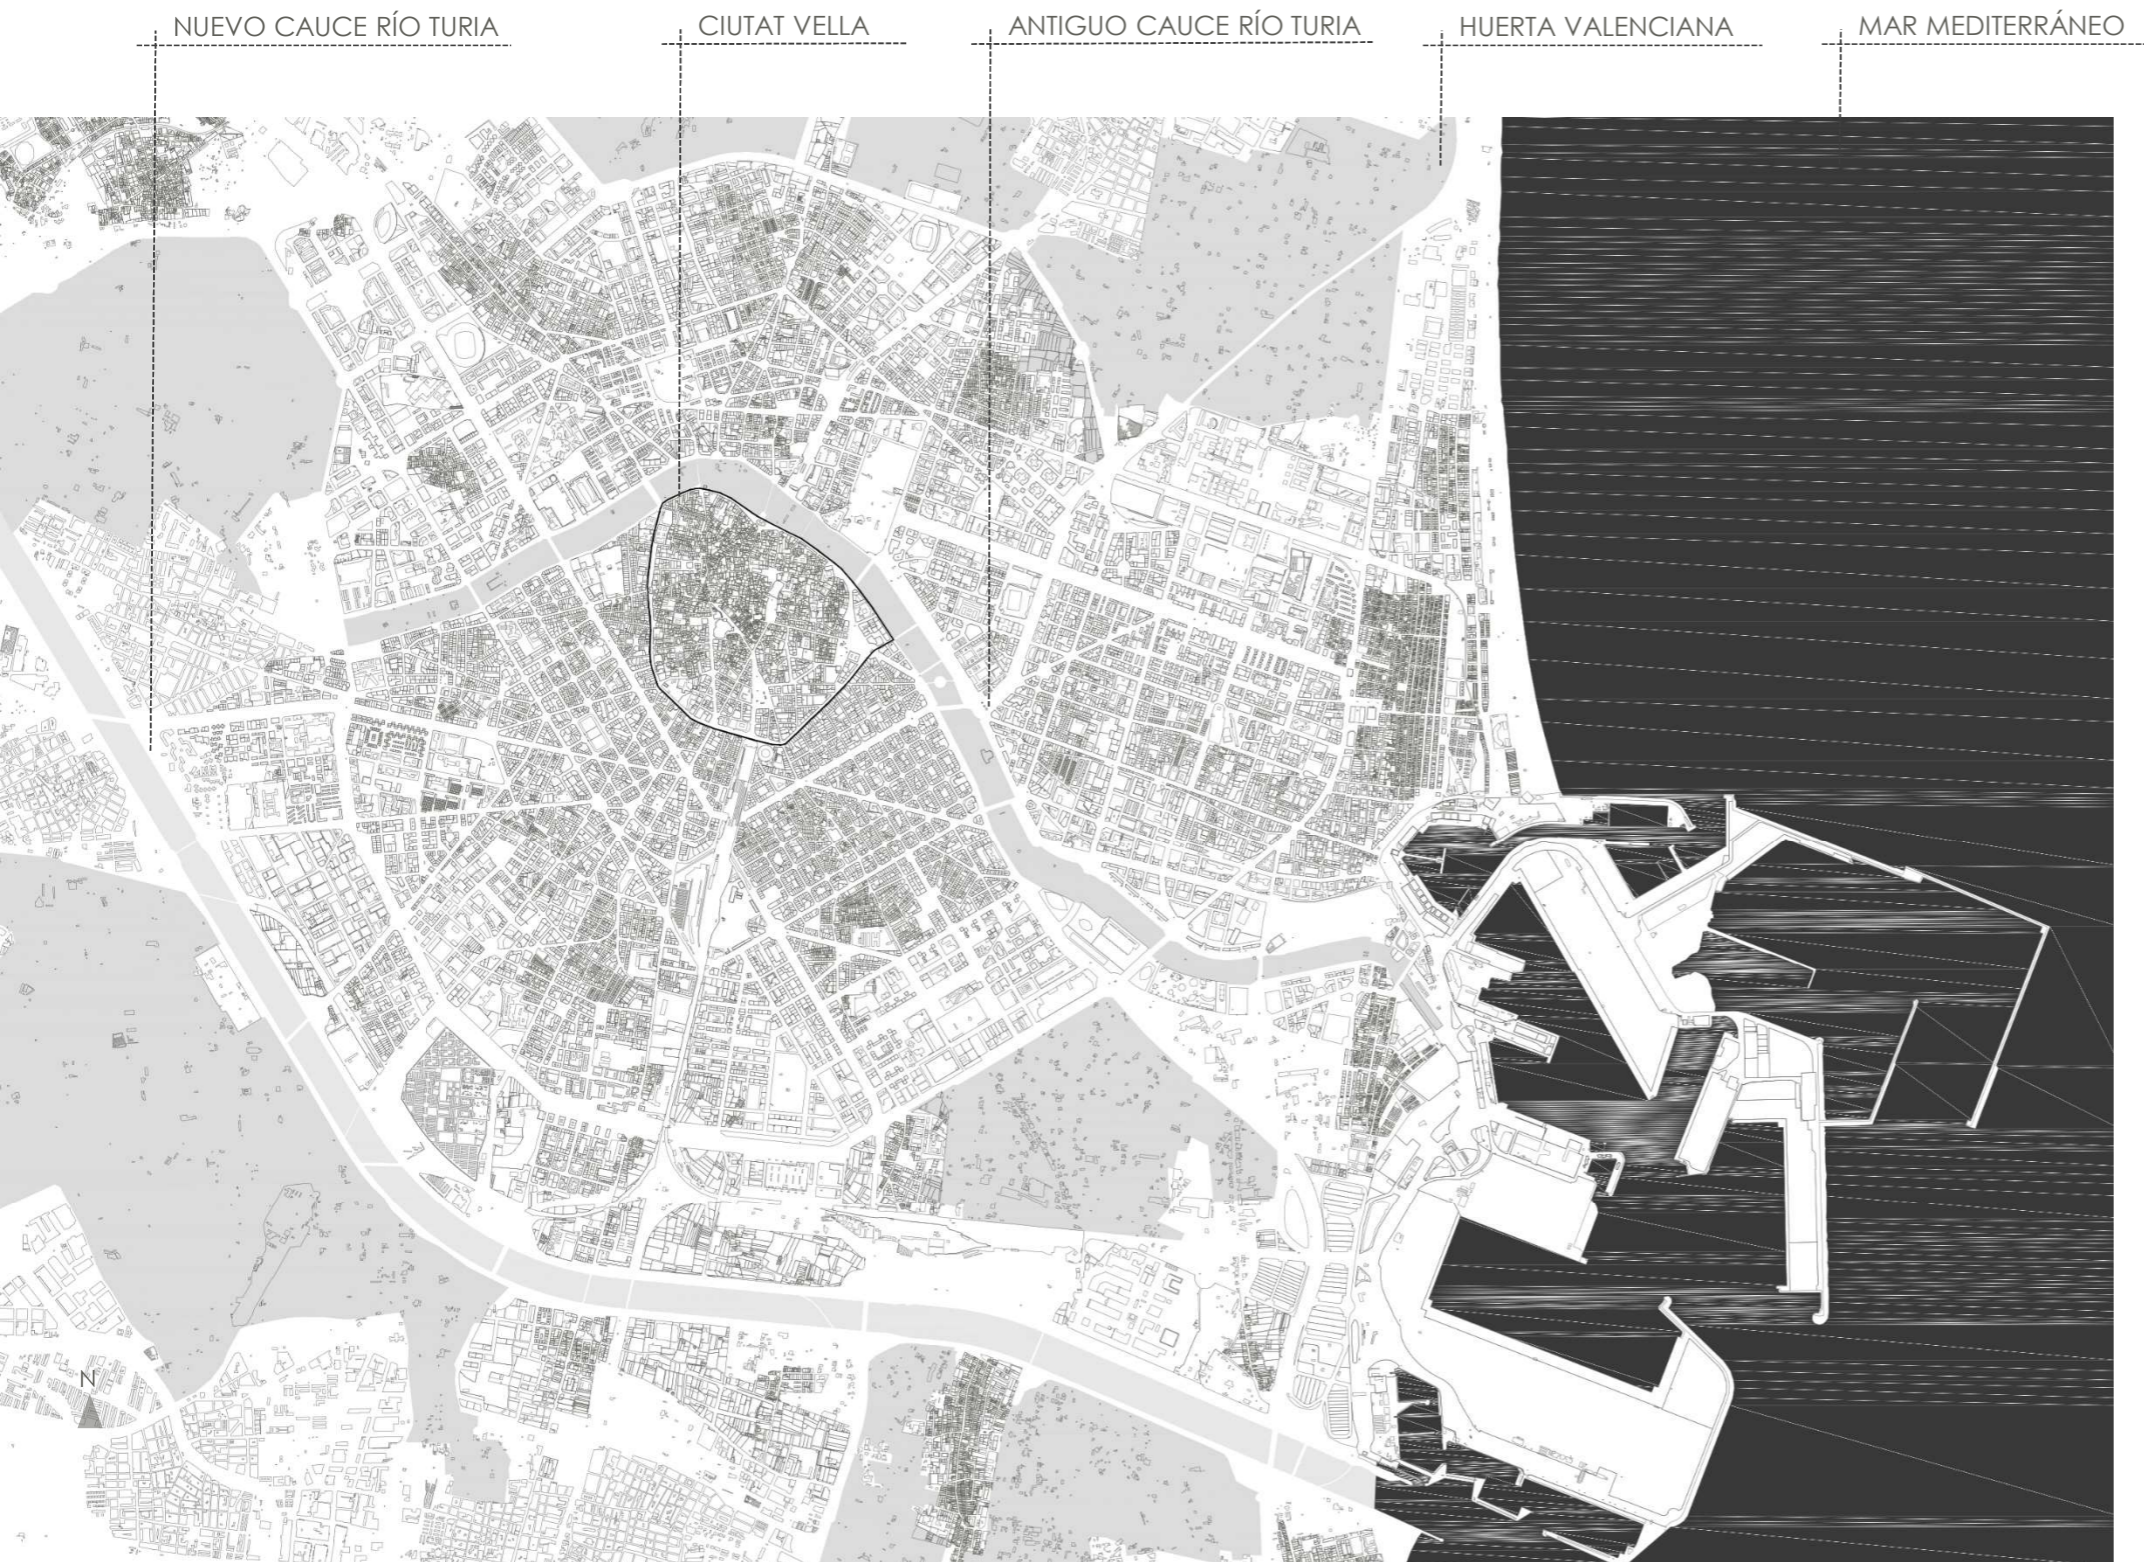 NUEVO CAUCE RÍO TURIA
CIUTAT VELLA
ANTIGUO CAUCE RÍO TURIA
HUERTA VALENCIANA
MAR MEDITERRÁNEO
N